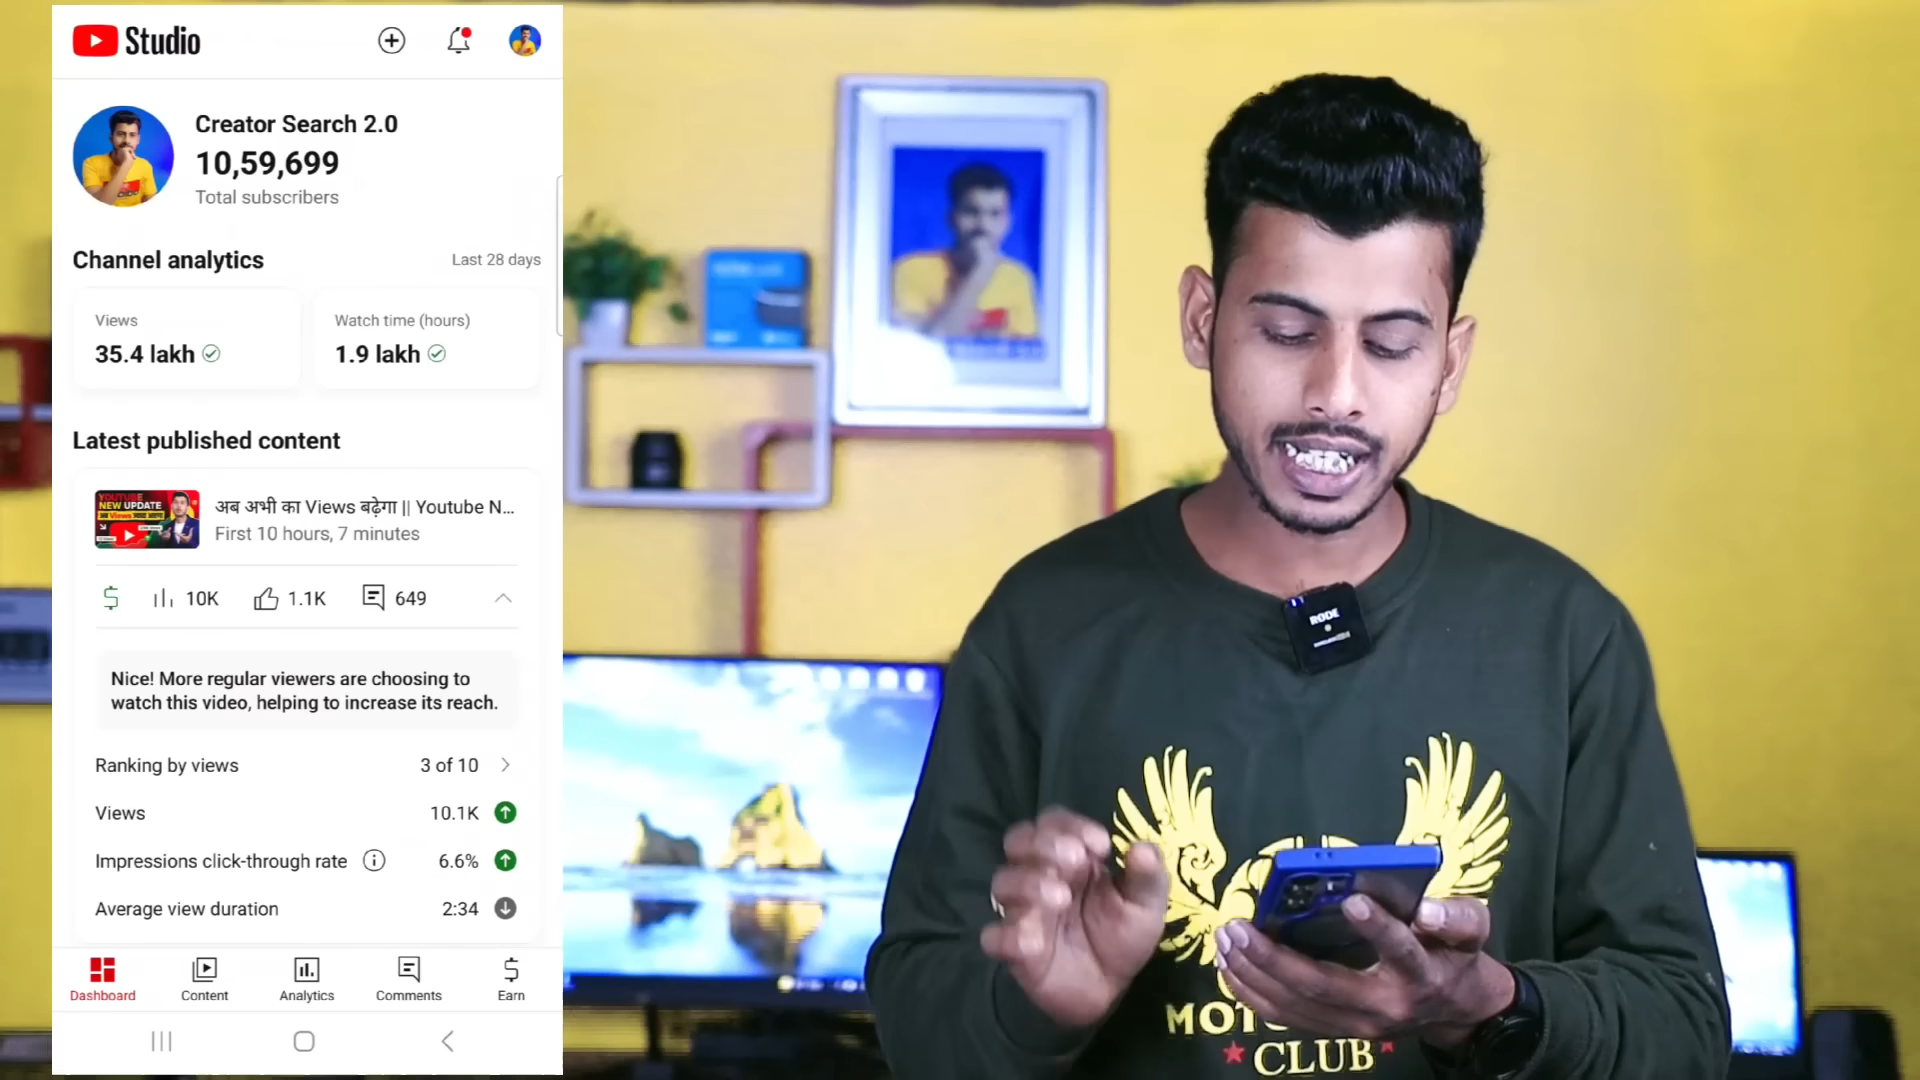 Studio
Creator Search 2.0
10,59,699
Total subscribers
Channel analytics
Last 28 days
Views
35.4 lakh
Watch time (hours)
1.9 lakh
Latest published content
YOUTUBE
NEW UPDATE
अब अभी का Views बढ़ेगा || Youtube N...
First 10 hours, 7 minutes
10K
1.1K
649
Nice! More regular viewers are choosing to
watch this video, helping to increase its reach.
Ranking by views
3 of 10
Views
10.1K
Impressions click-through rate
6.6%
Average view duration
2:34
Dashboard
Content
Analytics
Comments
Earn
RODE
CLUB